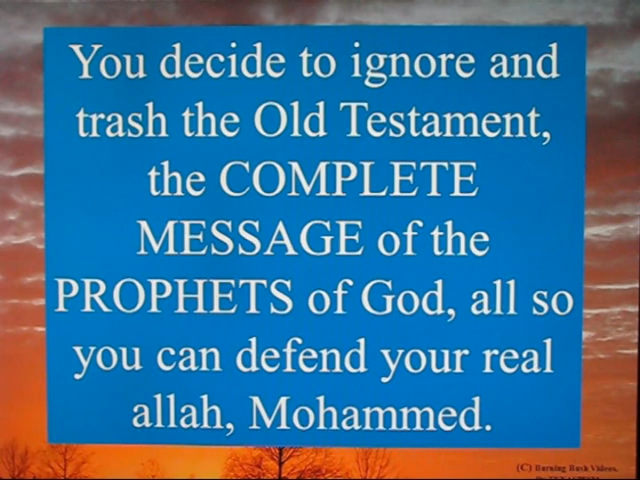 You decide to ignore and
trash the Old Testament,
the COMPLETE
MESSAGE of the
PROPHETS of God, all so
you can defend your real
allah, Mohammed.
(C) Burning Bush Videos.